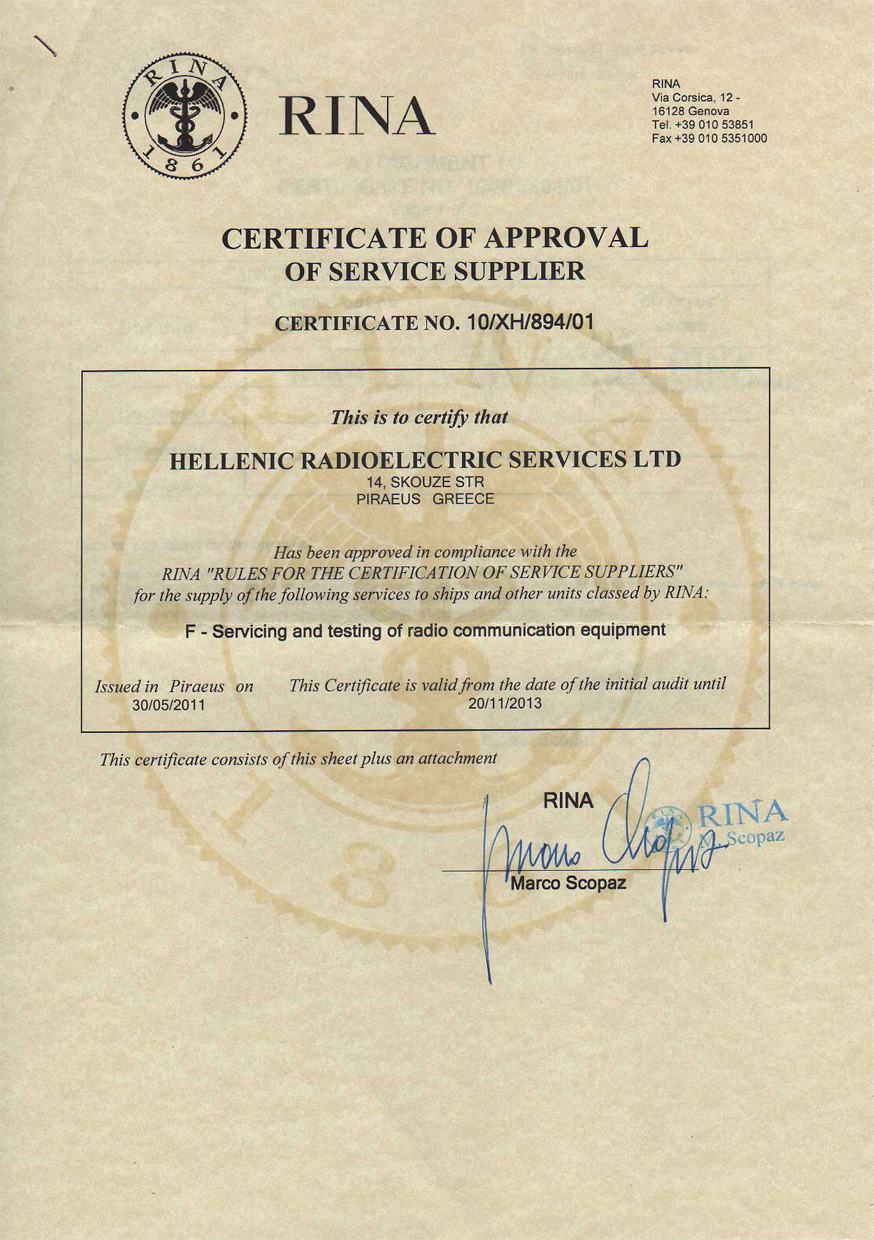 RINA
1861
RINA
RINA
Via Corsica, 12 -
16128 Genova
Tel. +39 010 53851
Fax +39 010 5351000
CERTIFICATE OF APPROVAL
OF SERVICE SUPPLIER
CERTIFICATE NO. 10/XH/894/01
This is to certify that
HELLENIC RADIOELECTRIC SERVICES LTD
14, SKOUZE STR
PIRAEUS GREECE
Has been approved in compliance with the
RINA "RULES FOR THE CERTIFICATION OF SERVICE SUPPLIERS"
for the supply of the following services to ships and other units classed by RINA:
F - Servicing and testing of radio communication equipment
Issued in Piraeus on This Certificate is valid from the date of the initial audit until
30/05/2011 20/11/2013
This certificate consists of this sheet plus an attachment
RINA
RINA
M. Scopaz
Marco Scopaz